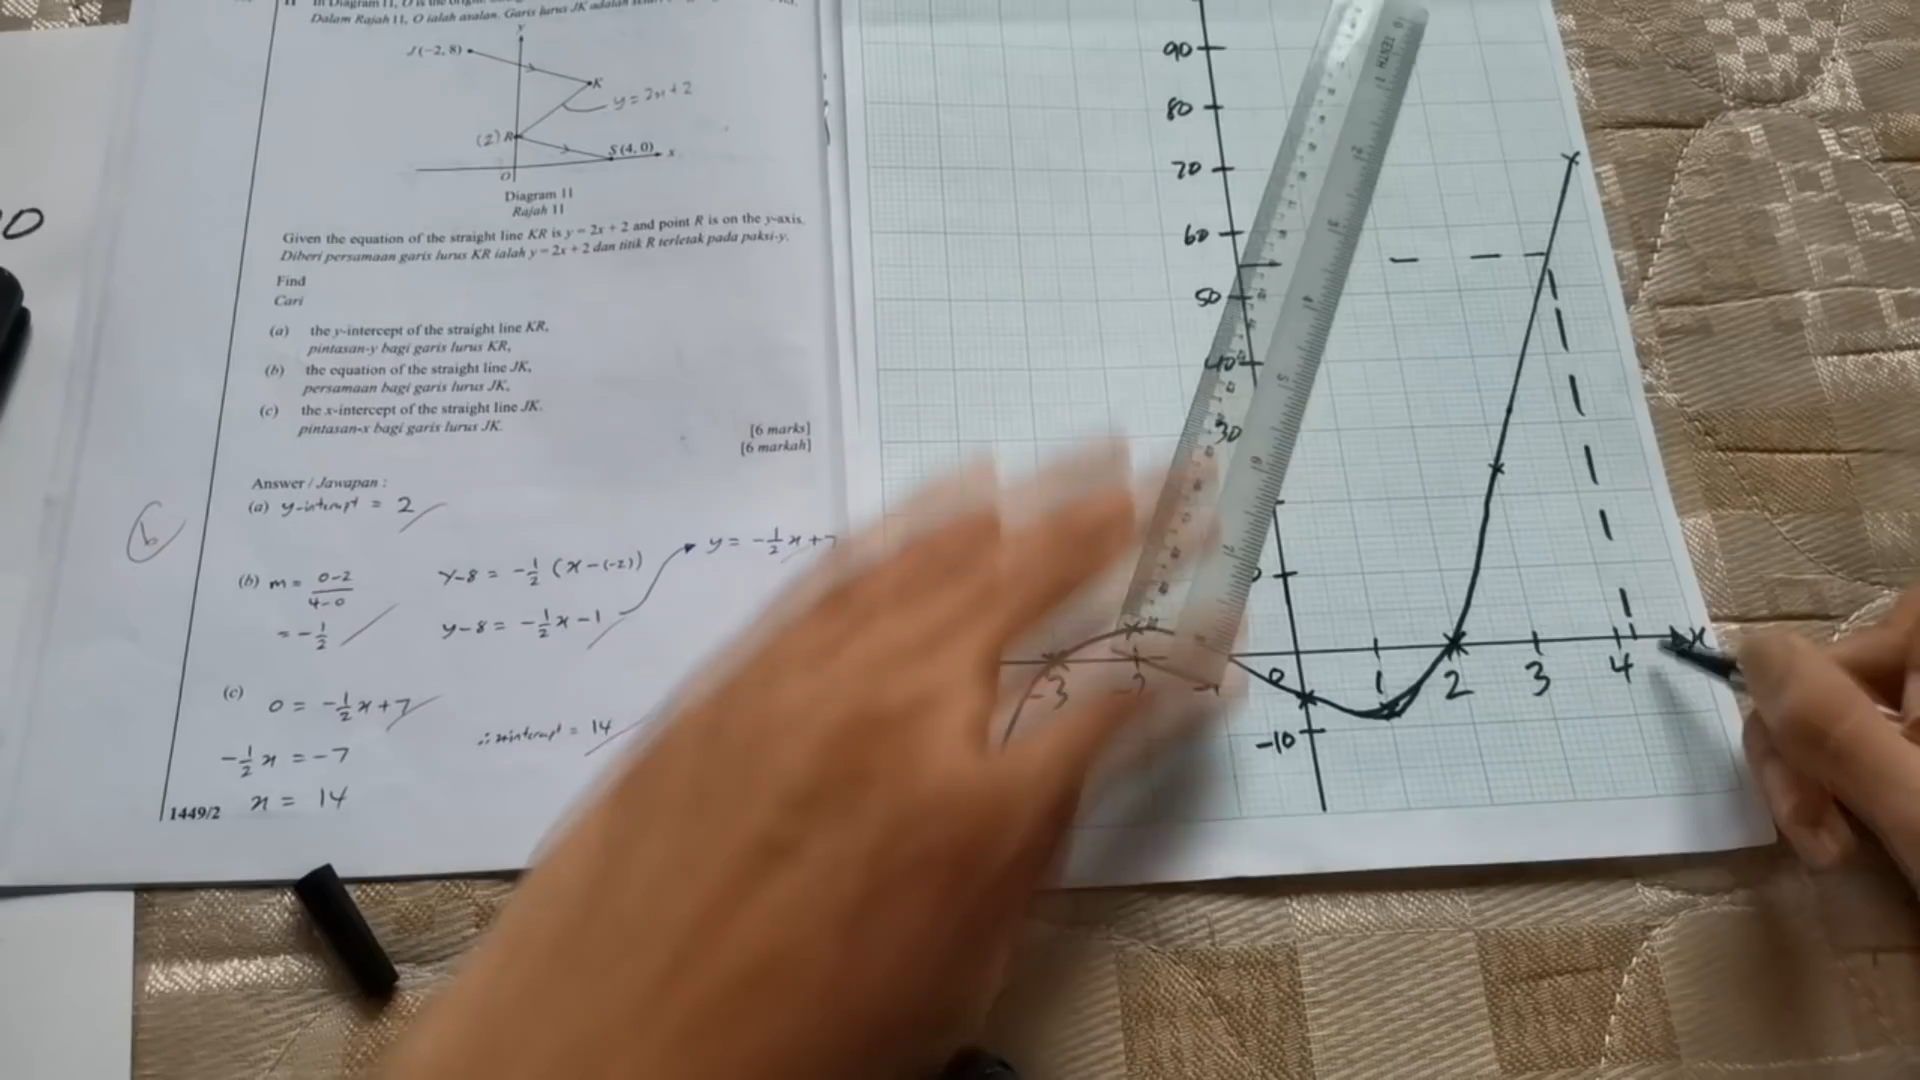 Dalam Rajah 11, O ialah asalan. Garis lurus JK adalah
y
J (−2, 8)
K
y = 2x + 2
(2) R
S (4, 0)
x
O
Diagram 11
Rajah 11
Given the equation of the straight line KR is y = 2x + 2 and point R is on the y-axis.
Diberi persamaan garis lurus KR ialah y = 2x + 2 dan titik R terletak pada paksi-y.
Find
Cari
(a) the y-intercept of the straight line KR,
pintasan-y bagi garis lurus KR,
(b) the equation of the straight line JK,
persamaan bagi garis lurus JK,
(c) the x-intercept of the straight line JK.
pintasan-x bagi garis lurus JK.
[6 marks]
[6 markah]
Answer / Jawapan :
(a) y-intercept = 2
6
(b) m = 0-2/4-0
= -1/2
y-8 = -1/2 (x-(-2))
y-8 = -1/2x-1
y = -1/2x+7
(c) 0 = -1/2x+7
-1/2x = -7
x = 14
∴ x-intercept = 14
1449/2
90
80
70
60
50
40
30
-3
0
1
2
3
4
x
-10
TENTH